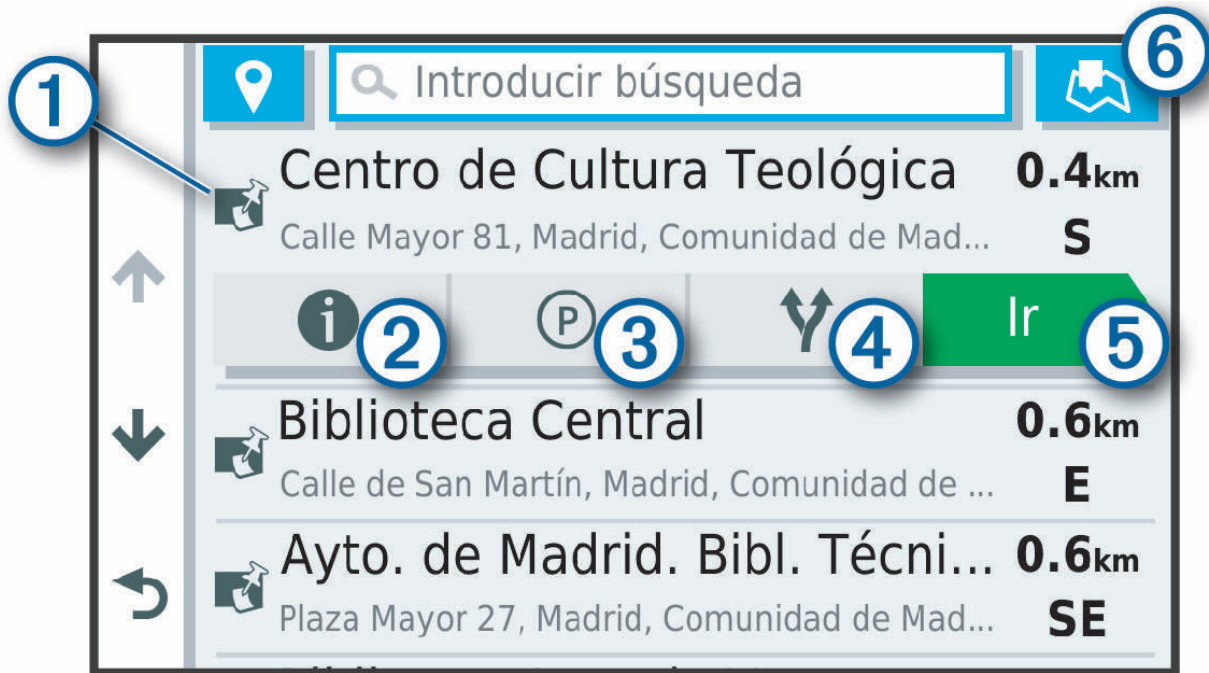 6
1
Introducir búsqueda
Centro de Cultura Teológica 0.4km
Calle Mayor 81, Madrid, Comunidad de Mad... S
i 2 P 3 4 Ir 5
Biblioteca Central 0.6km
Calle de San Martín, Madrid, Comunidad de ... E
Ayto. de Madrid. Bibl. Técni... 0.6km
Plaza Mayor 27, Madrid, Comunidad de Mad... SE